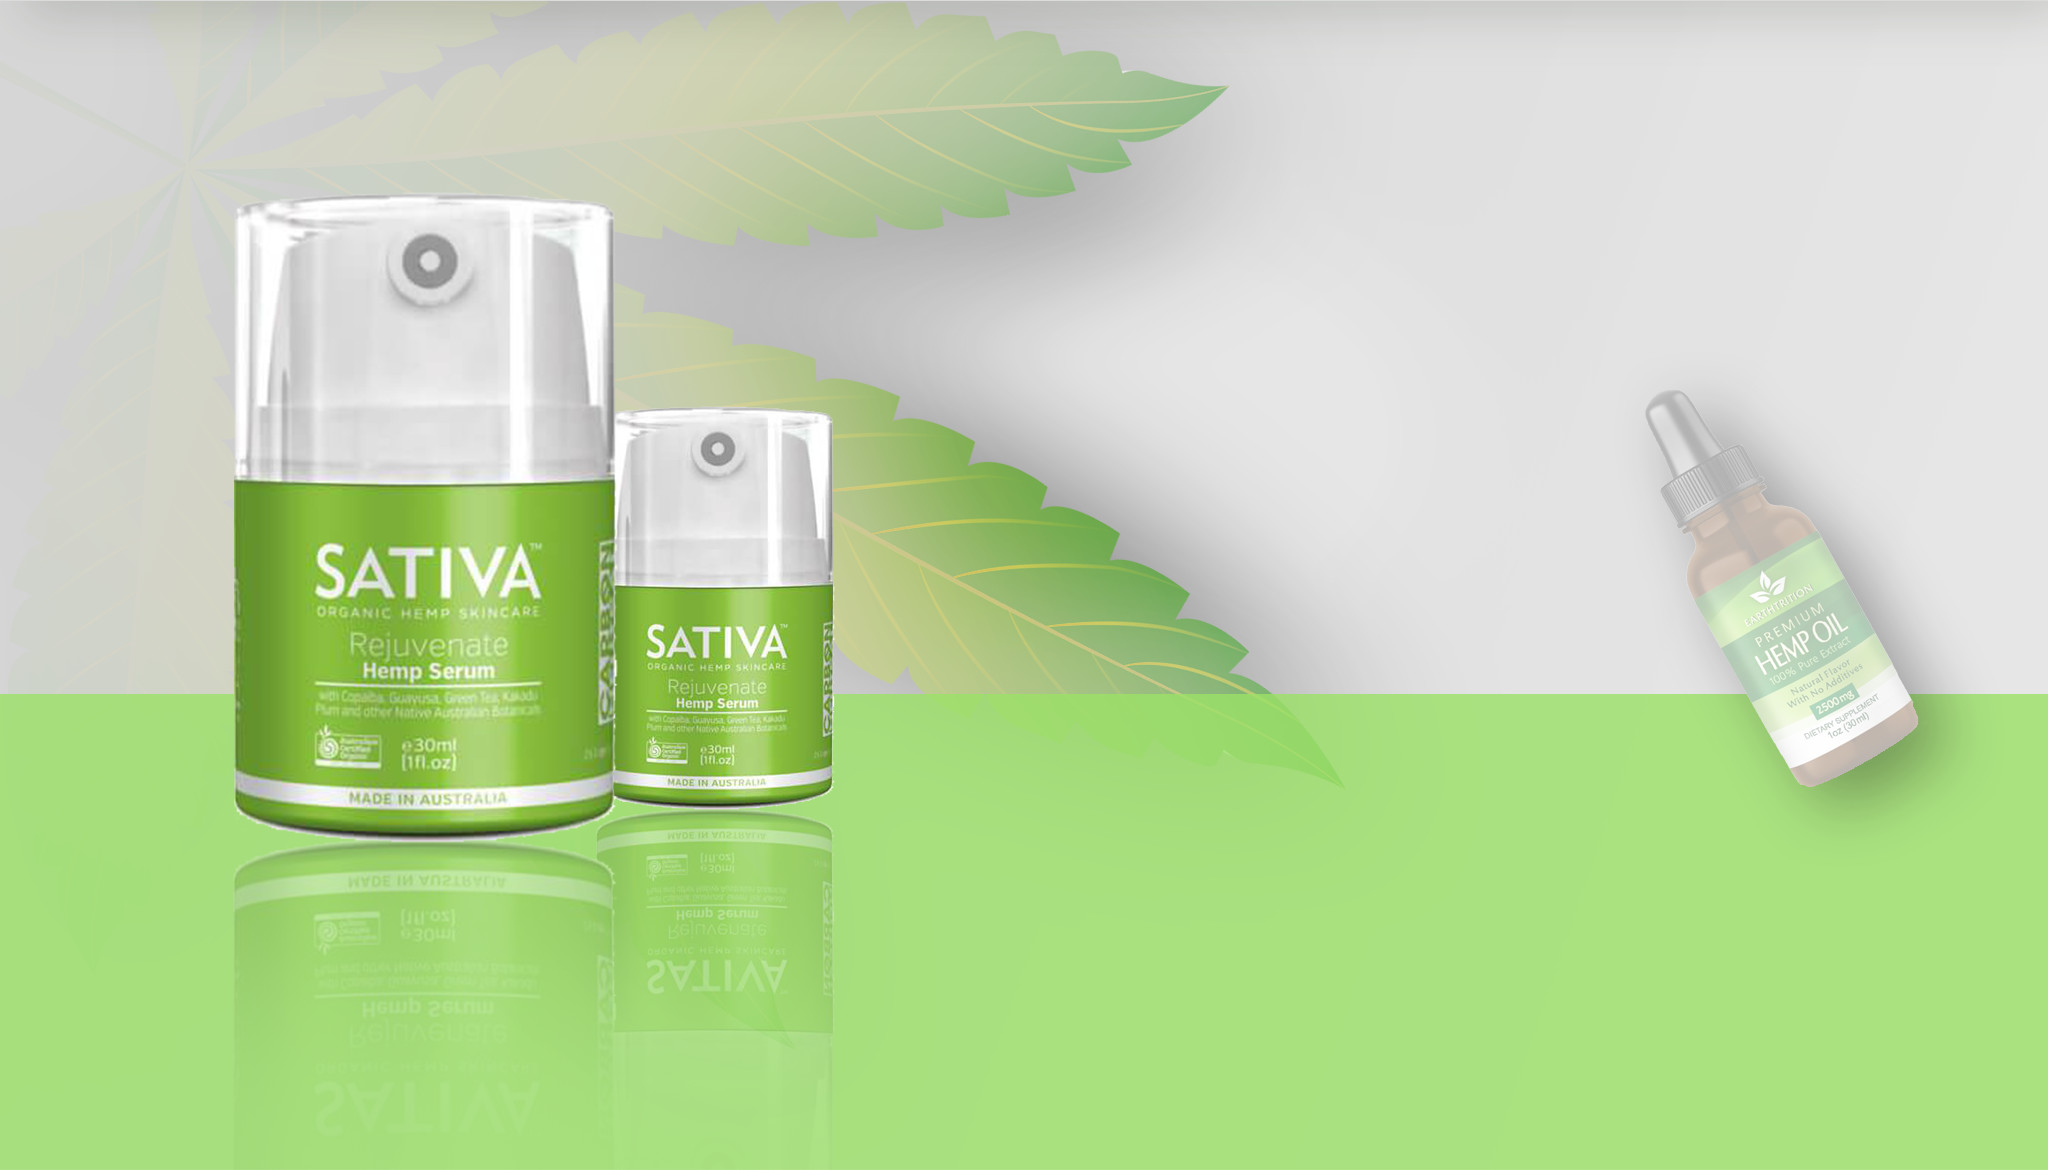 SATIVA™
ORGANIC HEMP SKINCARE
Rejuvenate
Hemp Serum
with Copaiba, Guayusa, Green Tea, Kakadu
Plum and other Native Australian Botanicals
Australian
Certified
Organic
e30ml
[1fl.oz]
MADE IN AUSTRALIA
CARBON
SATIVA™
ORGANIC HEMP SKINCARE
Rejuvenate
Hemp Serum
with Copaiba, Guayusa, Green Tea, Kakadu
Plum and other Native Australian Botanicals
e30ml
[1fl.oz]
MADE IN AUSTRALIA
CARBON
EARTHTRITION
PREMIUM
HEMP OIL
100% Pure Extract
Natural Flavor
With No Additives
2500mg
DIETARY SUPPLEMENT
1oz (30ml)